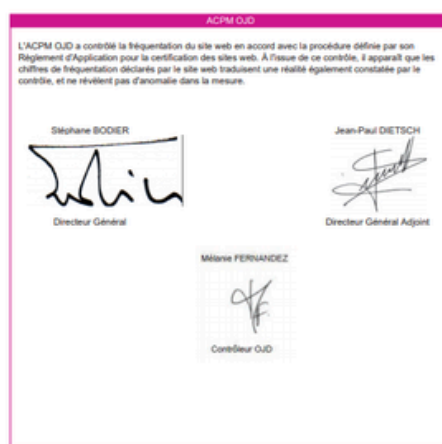 ACPM OJD
L'ACPM OJD a contrôlé la fréquentation du site web en accord avec la procédure définie par son
Règlement d'Application pour la certification des sites web. À l'issue de ce contrôle, il apparaît que les
chiffres de fréquentation déclarés par le site web traduisent une réalité également constatée par le
contrôle, et ne révèlent pas d'anomalie dans la mesure.
Stéphane BODIER
Jean-Paul DIETSCH
Directeur Général
Directeur Général Adjoint
Mélanie FERNANDEZ
Contrôleur OJD